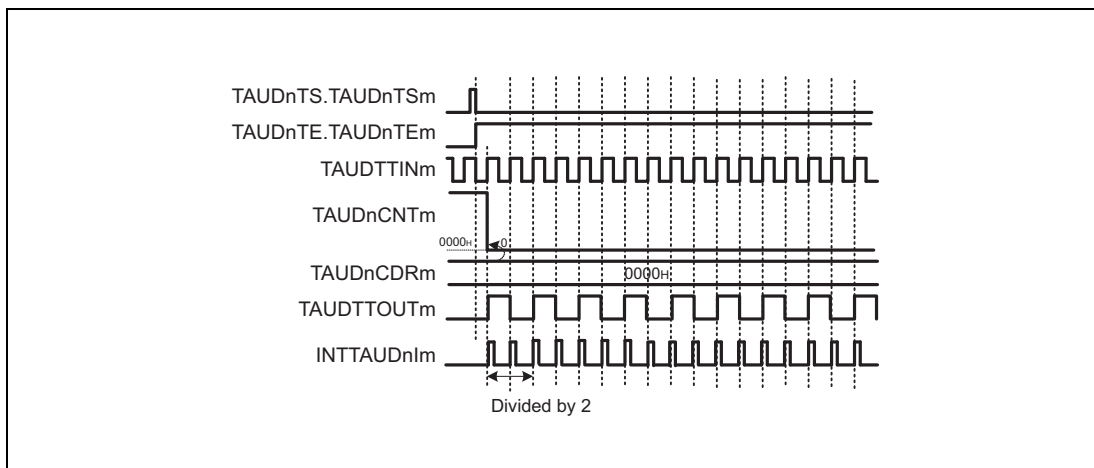 TAUDnTS.TAUDnTSm
TAUDnTE.TAUDnTEm
TAUDTTINm
TAUDnCNTm
0000H
0
TAUDnCDRm
0000H
TAUDTTOUTm
INTTAUDnIm
Divided by 2